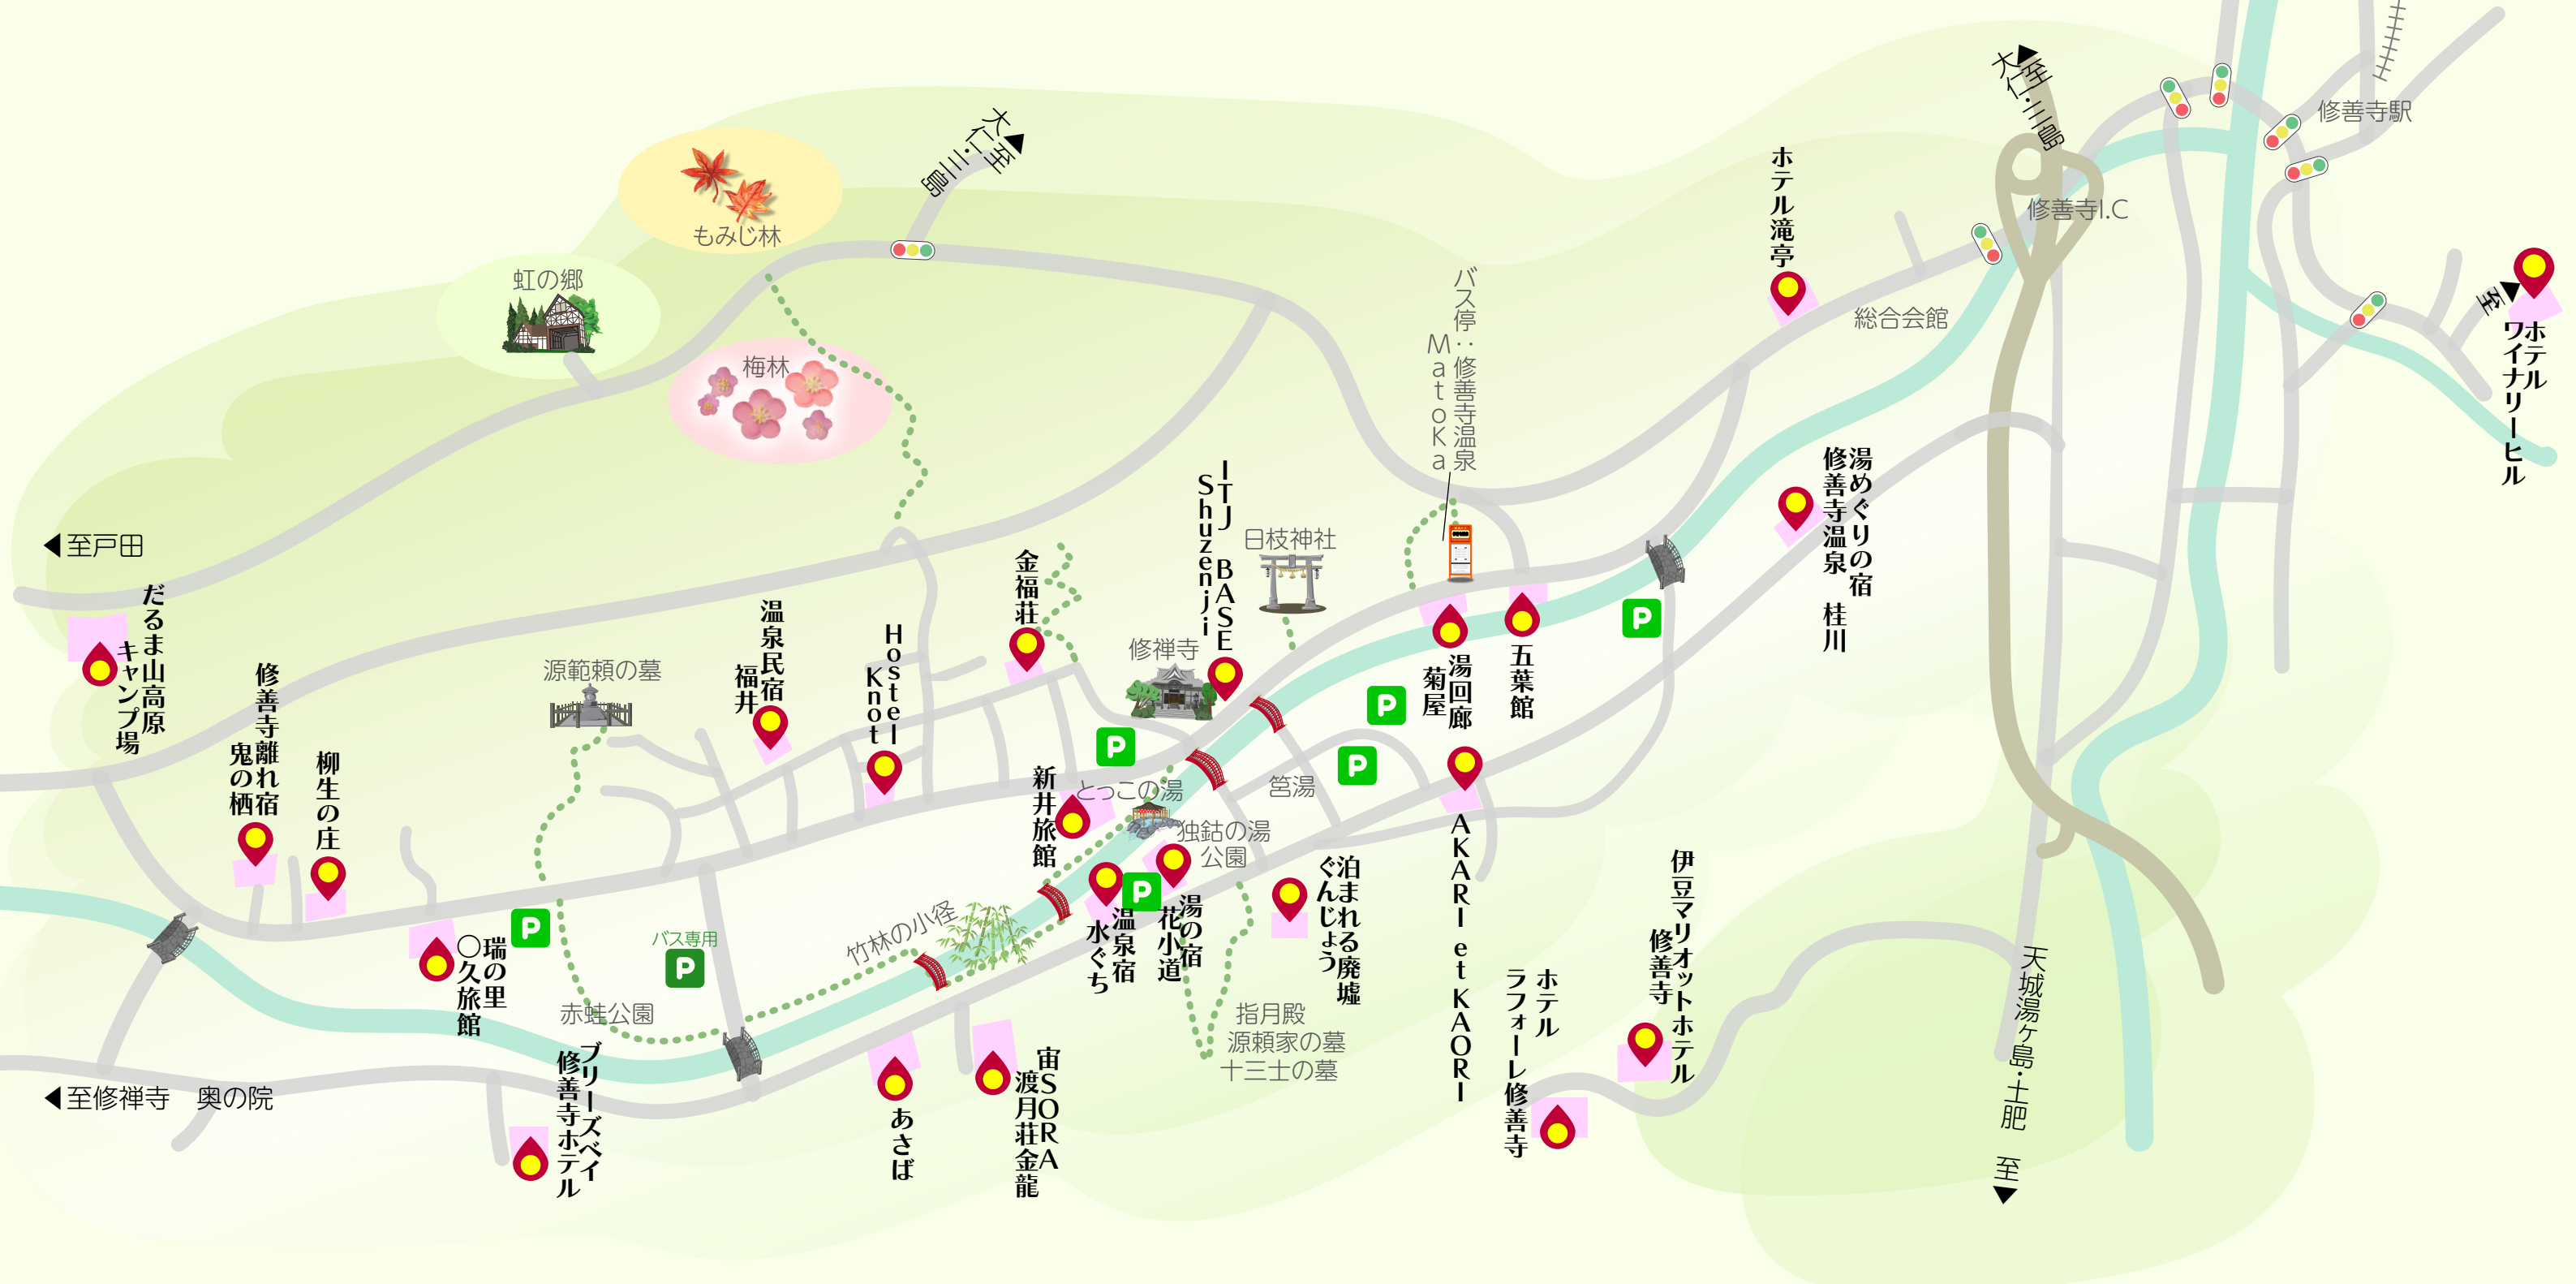 至
大仁・三島
もみじ林
虹の郷
梅林
至
大仁・三島
修善寺駅
修善寺I.C
総合会館
ホテル滝亭
バス停：修善寺温泉
MatoKa
至
ホテル
ワイナリーヒル
湯めぐりの宿
修善寺温泉　桂川
至戸田
だるま山高原
キャンプ場
修善寺離れ宿
鬼の栖
柳生の庄
源範頼の墓
温泉民宿
福井
Hostel
Knot
金福荘
ITJ BASE
Shuzenji
日枝神社
修禅寺
P
P
P
P
五葉館
湯回廊
菊屋
新井旅館
とっこの湯
筥湯
独鈷の湯
公園
P
温泉宿
水ぐち
湯の宿
花小道
泊まれる廃墟
ぐんじょう
AKARI et KAORI
伊豆マリオットホテル
修善寺
ホテル
ラフォーレ修善寺
瑞の里
〇久旅館
P
バス専用
P
竹林の小径
赤蛙公園
指月殿
源頼家の墓
十三士の墓
至修禅寺　奥の院
ブリーズベイ
修善寺ホテル
あさば
宙SORA
渡月荘金龍
天城湯ヶ島・土肥　至